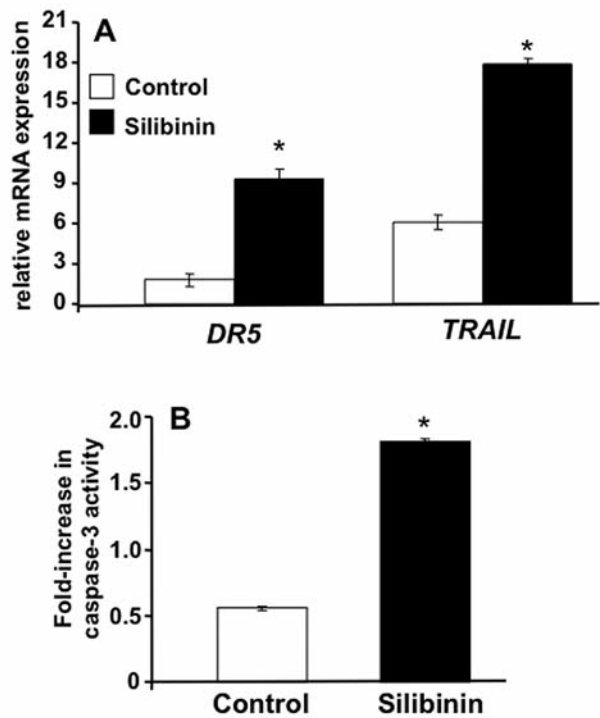 A
relative mRNA expression
21
18
15
12
9
6
3
0
Control
Silibinin
*
*
DR5
TRAIL
B
Fold-increase in
caspase-3 activity
2.0
1.5
1.0
0.5
0
*
Control
Silibinin